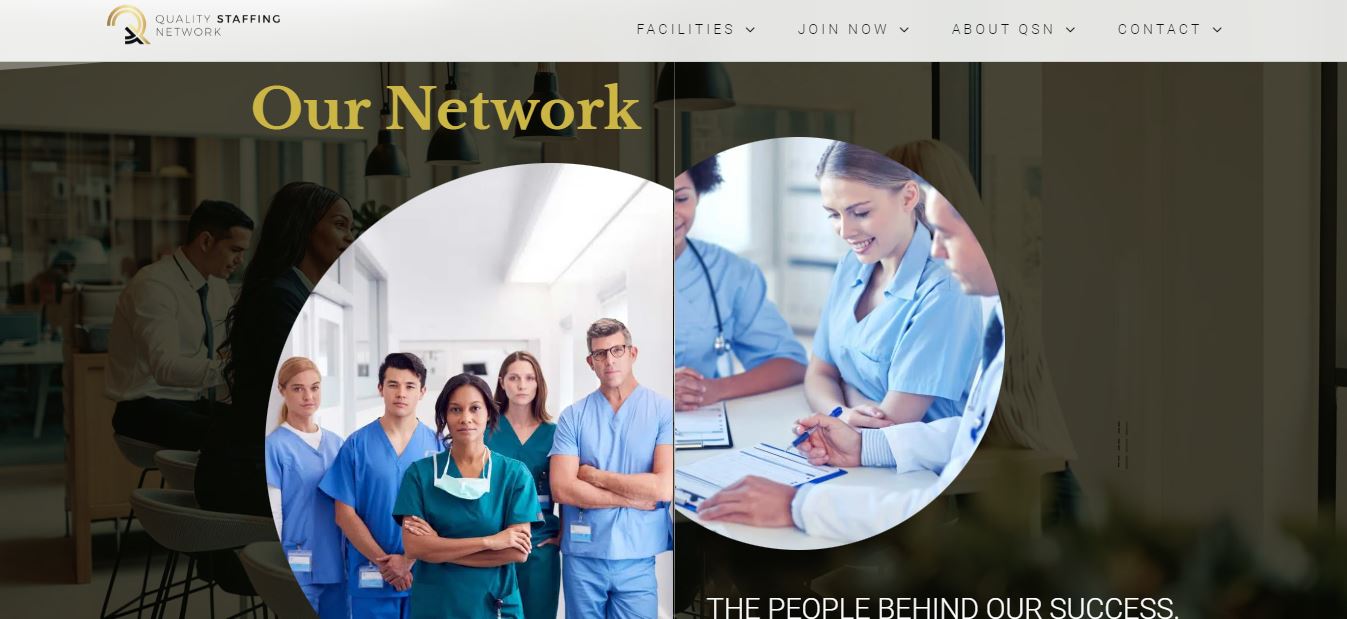 QUALITY STAFFING
NETWORK
FACILITIES
JOIN NOW
ABOUT QSN
CONTACT
Our Network
THE PEOPLE BEHIND OUR SUCCESS.